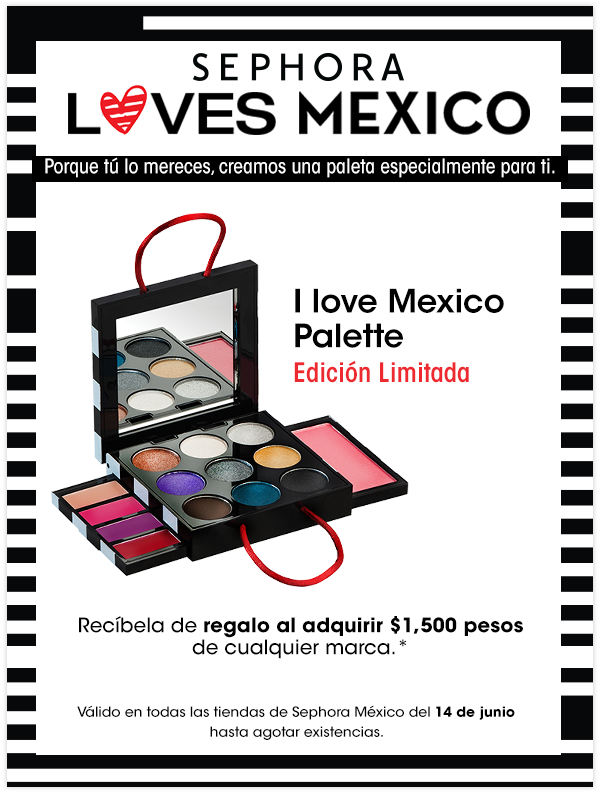 SEPHORA
LOVES MEXICO
Porque tú lo mereces, creamos una paleta especialmente para ti.
I love Mexico
Palette
Edición Limitada
Recíbela de regalo al adquirir $1,500 pesos
de cualquier marca.*
Válido en todas las tiendas de Sephora México del 14 de junio
hasta agotar existencias.